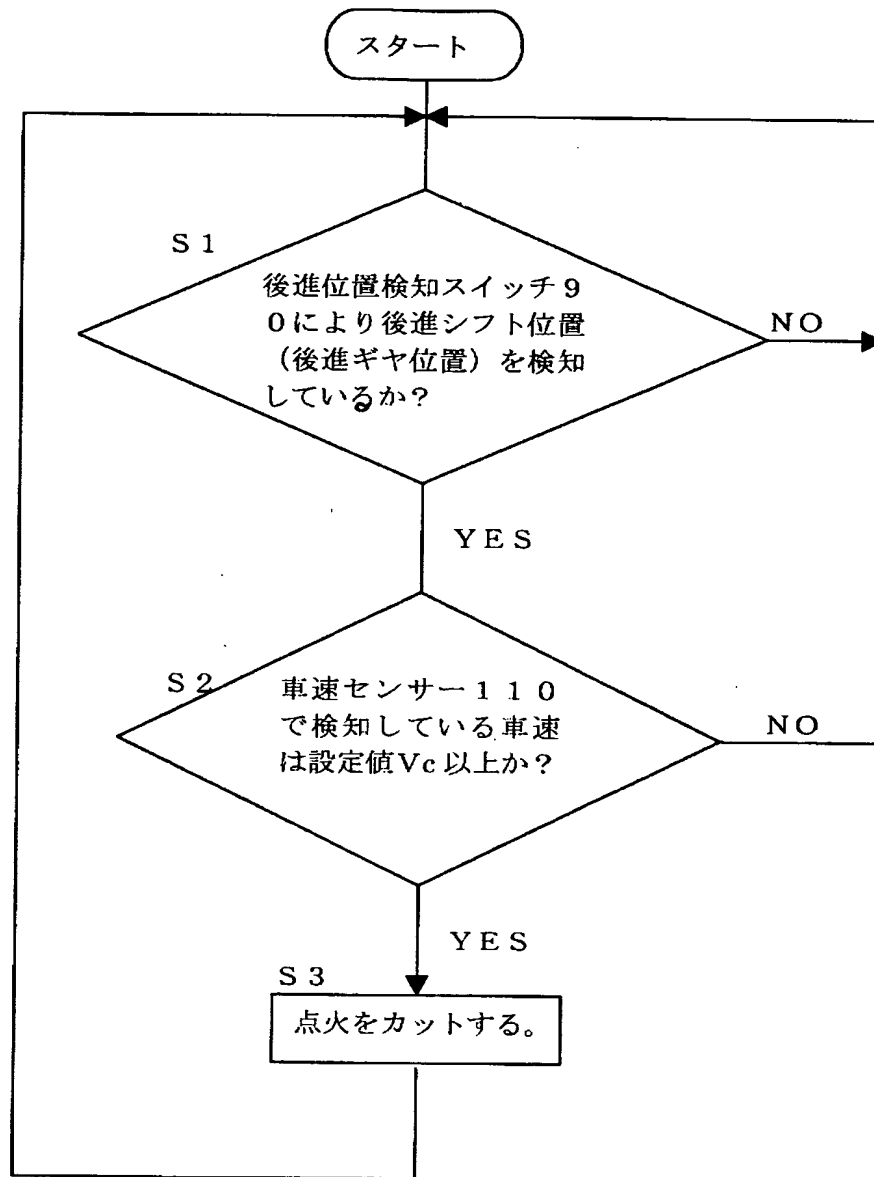 スタート
S1
後進位置検知スイッチ9
0により後進シフト位置
(後進ギヤ位置)を検知
しているか?
NO
YES
S2
車速センサー110
で検知している車速
は設定値Vc以上か?
NO
YES
S3
点火をカットする。